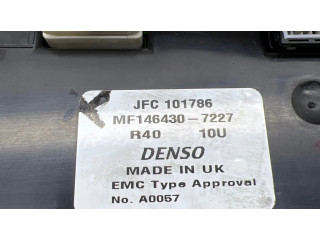 JFC 101786
MF146430-7227
R40 10U
DENSO
MADE IN UK
EMC Type Approval
No. A0057